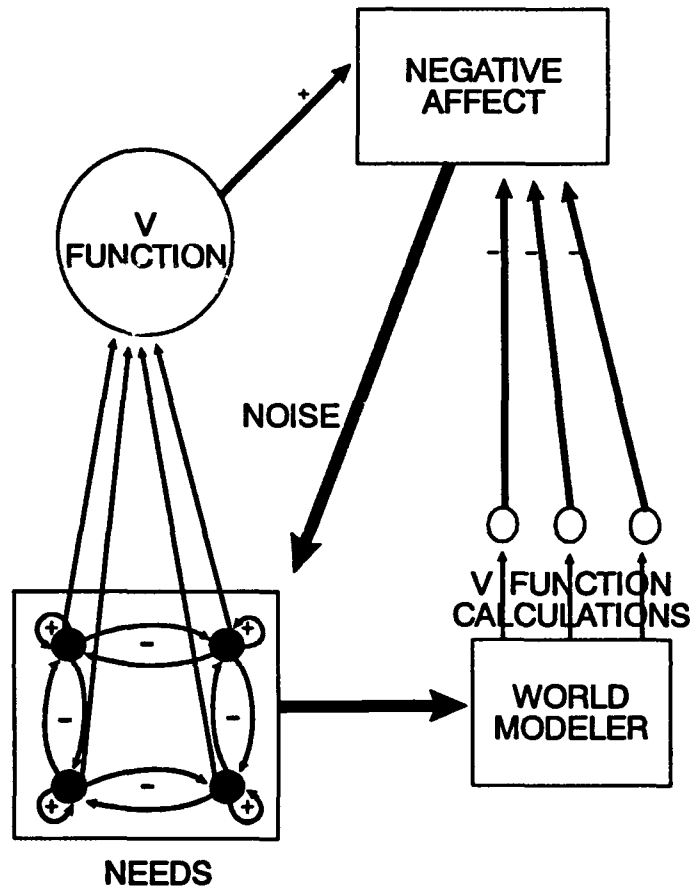 NEGATIVE
AFFECT
+
V
FUNCTION
- - -
NOISE
V FUNCTION
CALCULATIONS
+ - +
- -
+ - +
WORLD
MODELER
NEEDS